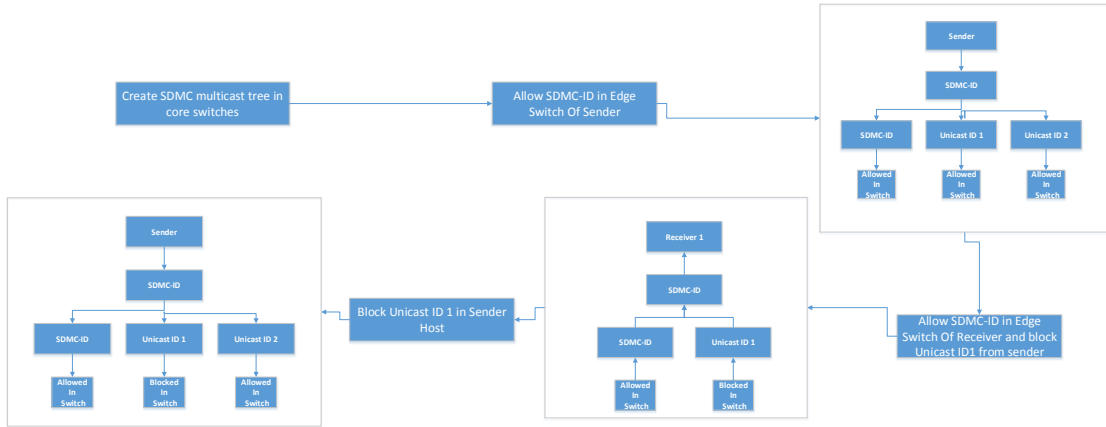 Create SDMC multicast tree in
core switches
Allow SDMC-ID in Edge
Switch Of Sender
Sender
SDMC-ID
SDMC-ID
Unicast ID 1
Unicast ID 2
Allowed
In
Switch
Allowed
In
Switch
Allowed
In
Switch
Allow SDMC-ID in Edge
Switch Of Receiver and block
Unicast ID1 from sender
Receiver 1
SDMC-ID
SDMC-ID
Unicast ID 1
Allowed
In
Switch
Blocked
In
Switch
Block Unicast ID 1 in Sender
Host
Sender
SDMC-ID
SDMC-ID
Unicast ID 1
Unicast ID 2
Allowed
In
Switch
Blocked
In
Switch
Allowed
In
Switch